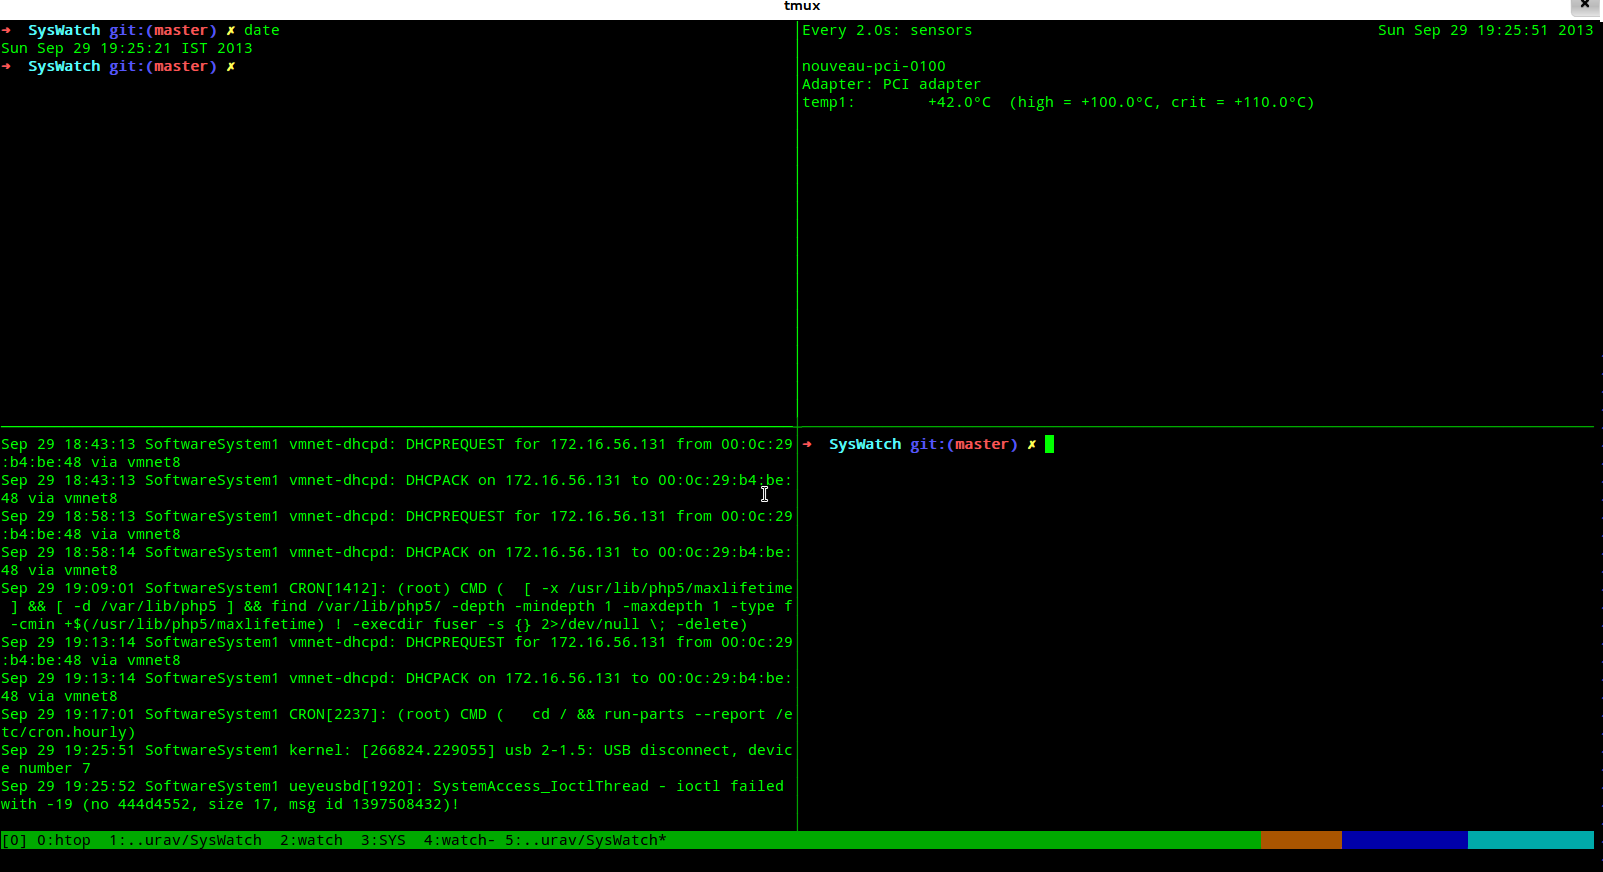 tmux
➜  SysWatch git:(master) ✗ date
Sun Sep 29 19:25:21 IST 2013
➜  SysWatch git:(master) ✗
Every 2.0s: sensors
Sun Sep 29 19:25:51 2013
nouveau-pci-0100
Adapter: PCI adapter
temp1:        +42.0°C  (high = +100.0°C, crit = +110.0°C)
Sep 29 18:43:13 SoftwareSystem1 vmnet-dhcpd: DHCPREQUEST for 172.16.56.131 from 00:0c:29
:b4:be:48 via vmnet8
Sep 29 18:43:13 SoftwareSystem1 vmnet-dhcpd: DHCPACK on 172.16.56.131 to 00:0c:29:b4:be:
48 via vmnet8
Sep 29 18:58:13 SoftwareSystem1 vmnet-dhcpd: DHCPREQUEST for 172.16.56.131 from 00:0c:29
:b4:be:48 via vmnet8
Sep 29 18:58:14 SoftwareSystem1 vmnet-dhcpd: DHCPACK on 172.16.56.131 to 00:0c:29:b4:be:
48 via vmnet8
Sep 29 19:09:01 SoftwareSystem1 CRON[1412]: (root) CMD (  [ -x /usr/lib/php5/maxlifetime
 ] && [ -d /var/lib/php5 ] && find /var/lib/php5/ -depth -mindepth 1 -maxdepth 1 -type f
 -cmin +$(/usr/lib/php5/maxlifetime) ! -execdir fuser -s {} 2>/dev/null \; -delete)
Sep 29 19:13:14 SoftwareSystem1 vmnet-dhcpd: DHCPREQUEST for 172.16.56.131 from 00:0c:29
:b4:be:48 via vmnet8
Sep 29 19:13:14 SoftwareSystem1 vmnet-dhcpd: DHCPACK on 172.16.56.131 to 00:0c:29:b4:be:
48 via vmnet8
Sep 29 19:17:01 SoftwareSystem1 CRON[2237]: (root) CMD (   cd / && run-parts --report /e
tc/cron.hourly)
Sep 29 19:25:51 SoftwareSystem1 kernel: [266824.229055] usb 2-1.5: USB disconnect, devic
e number 7
Sep 29 19:25:52 SoftwareSystem1 ueyeusbd[1920]: SystemAccess_IoctlThread - ioctl failed
with -19 (no 444d4552, size 17, msg id 1397508432)!
➜  SysWatch git:(master) ✗
[0] 0:htop  1:..urav/SysWatch  2:watch  3:SYS  4:watch- 5:..urav/SysWatch*